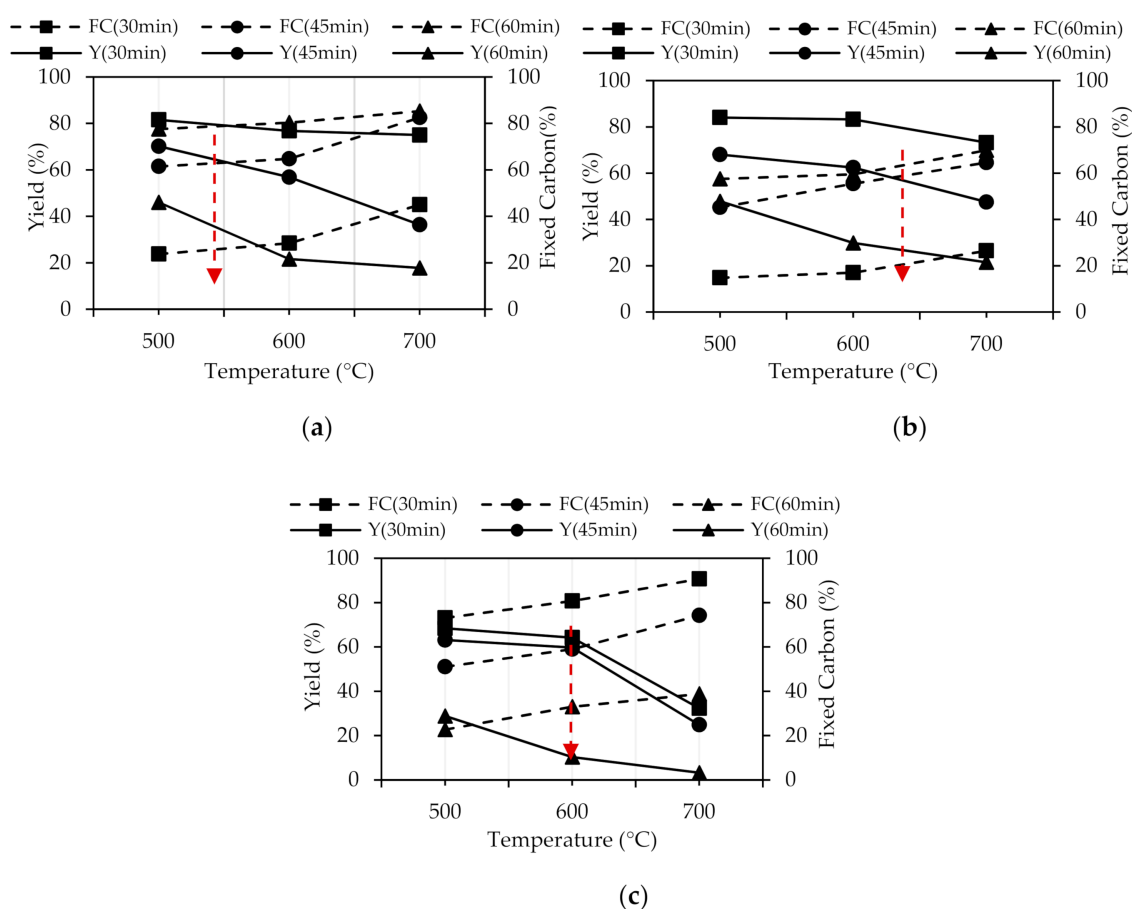 FC(30min) FC(45min) FC(60min)
Y(30min) Y(45min) Y(60min)
100 100
80 80
60 60
40 40
20 20
0 0
500 600 700
Yield (%)
Fixed Carbon(%)
Temperature (°C)
(a)
FC(30min) FC(45min) FC(60min)
Y(30min) Y(45min) Y(60min)
100 100
80 80
60 60
40 40
20 20
0 0
500 600 700
Yield (%)
Fixed Carbon (%)
Temperature (°C)
(b)
FC(30min) FC(45min) FC(60min)
Y(30min) Y(45min) Y(60min)
100 100
80 80
60 60
40 40
20 20
0 0
500 600 700
Yield (%)
Fixed Carbon (%)
Temperature (°C)
(c)